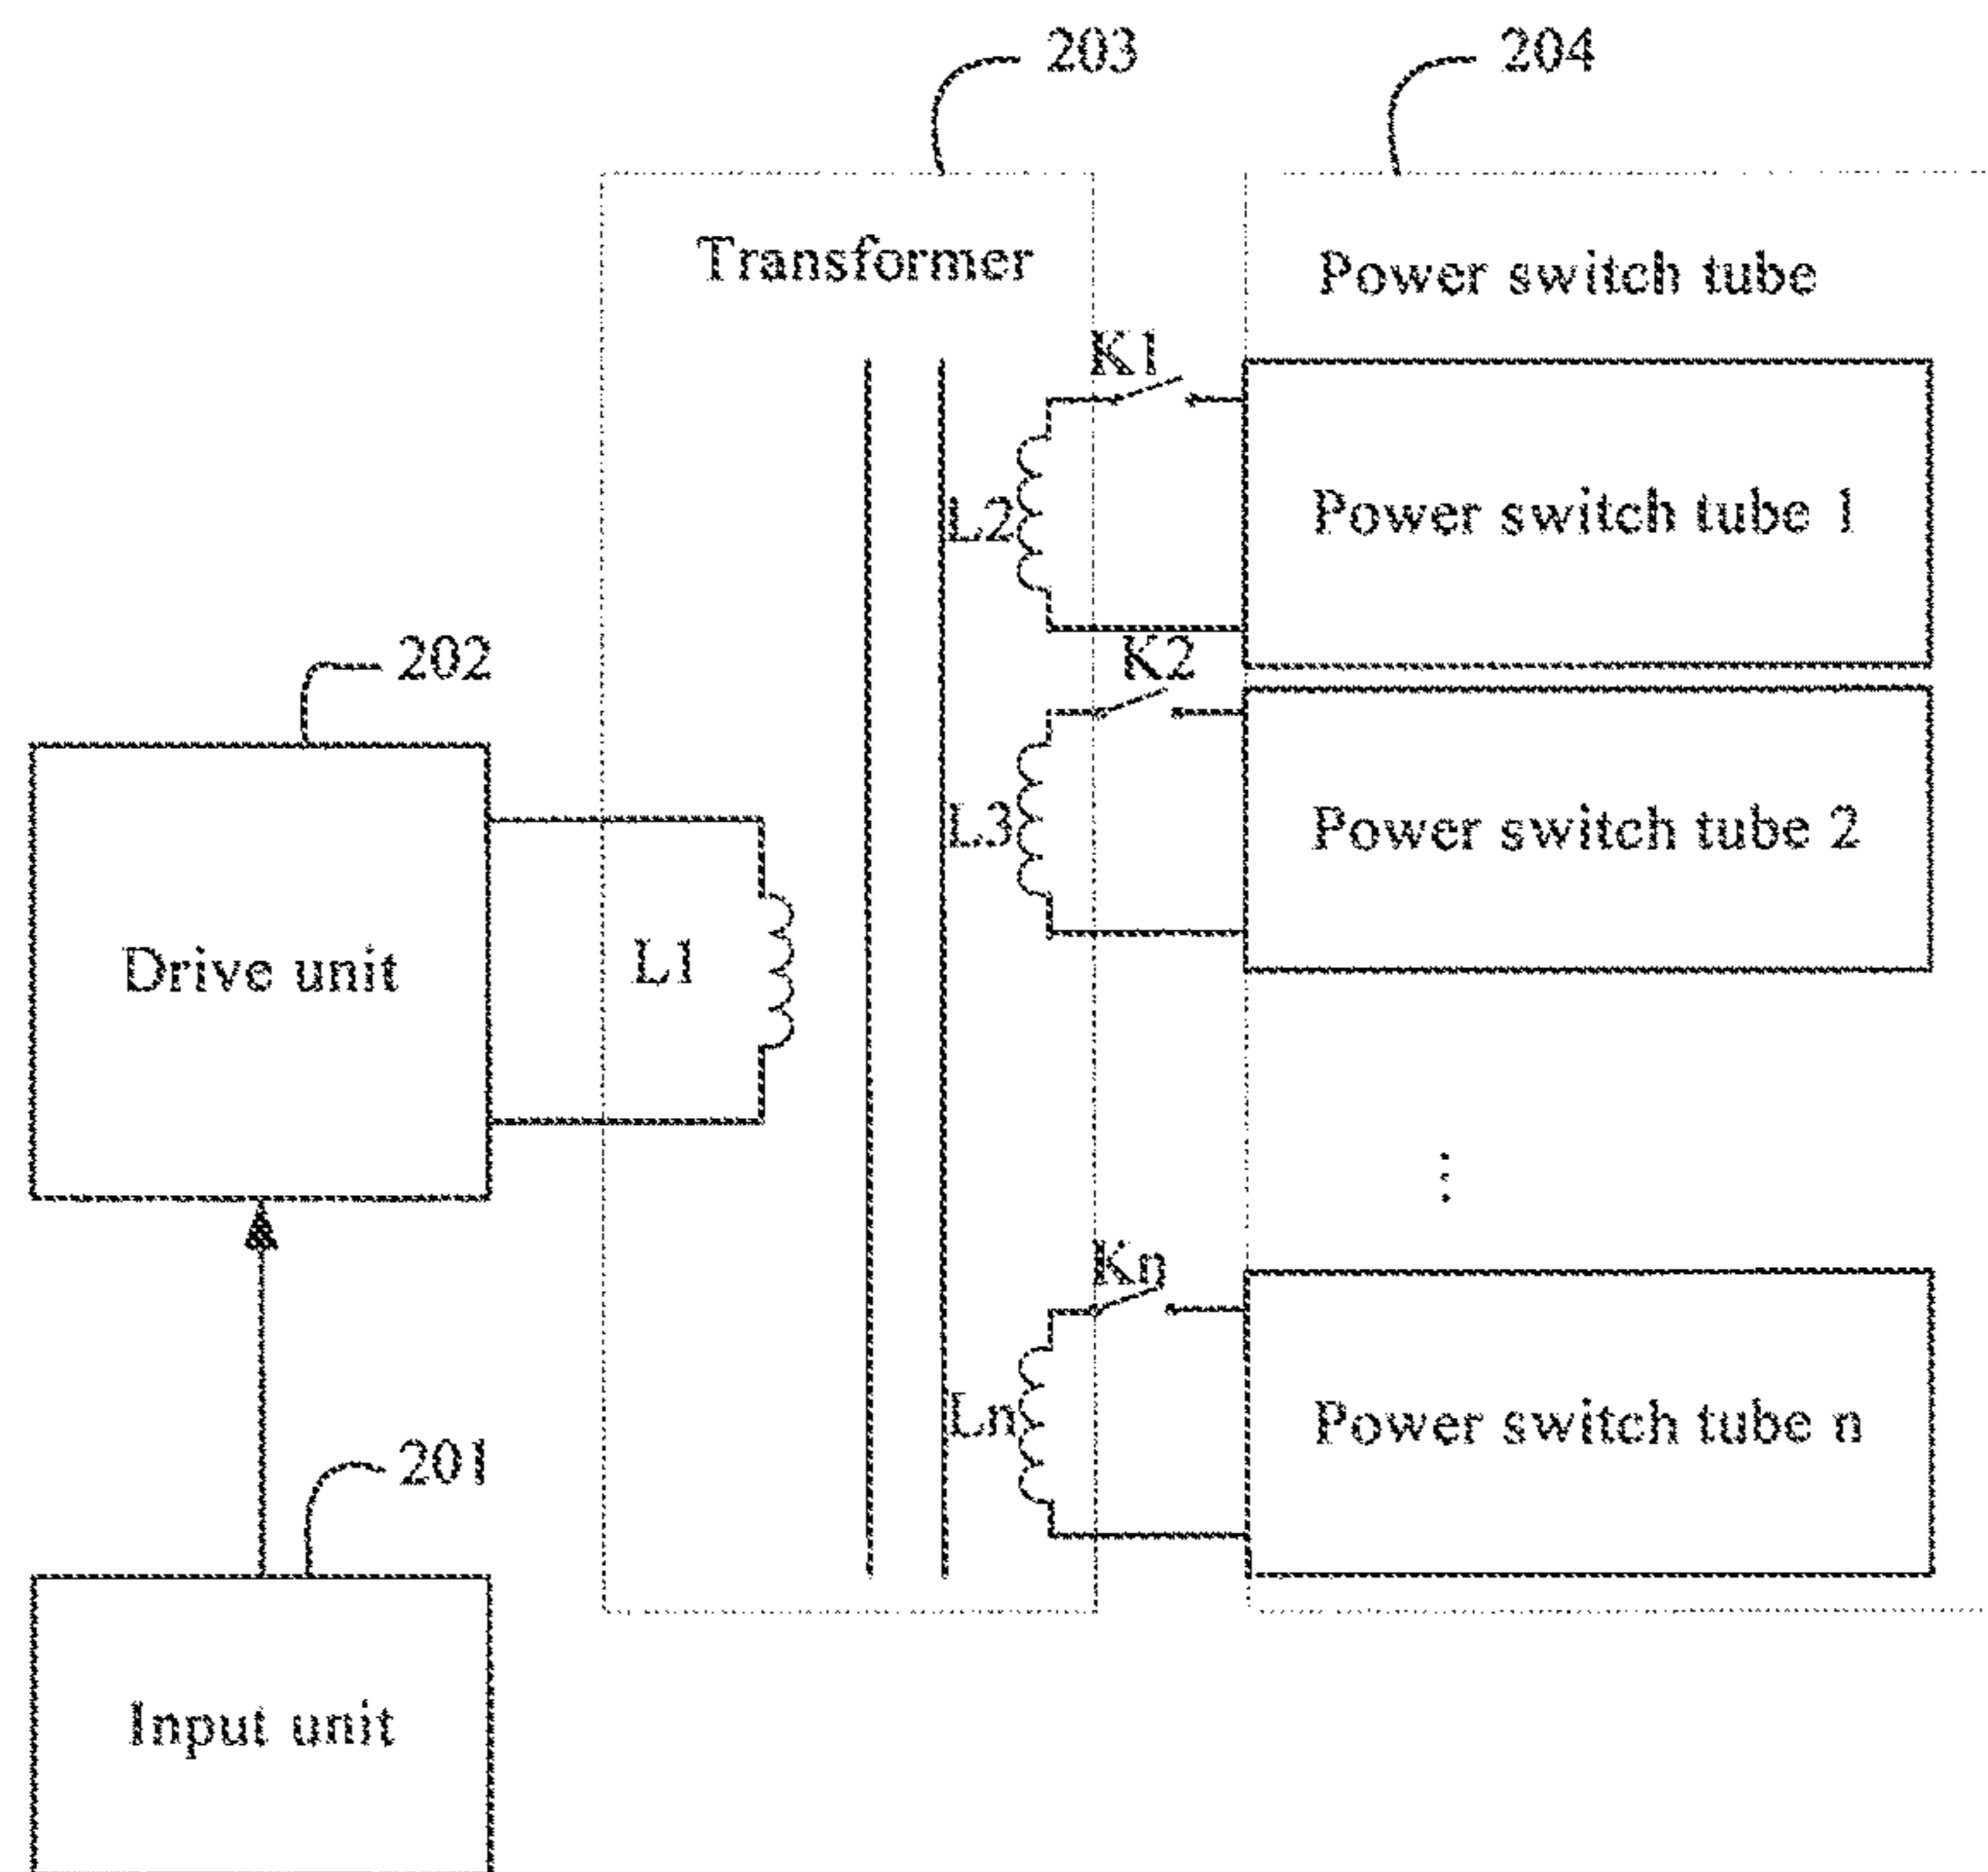 203
204
Transformer
Power switch tube
K1
L2
Power switch tube 1
202
K2
L3
Power switch tube 2
Drive unit
L1
⋮
Kn
Ln
Power switch tube n
201
Input unit